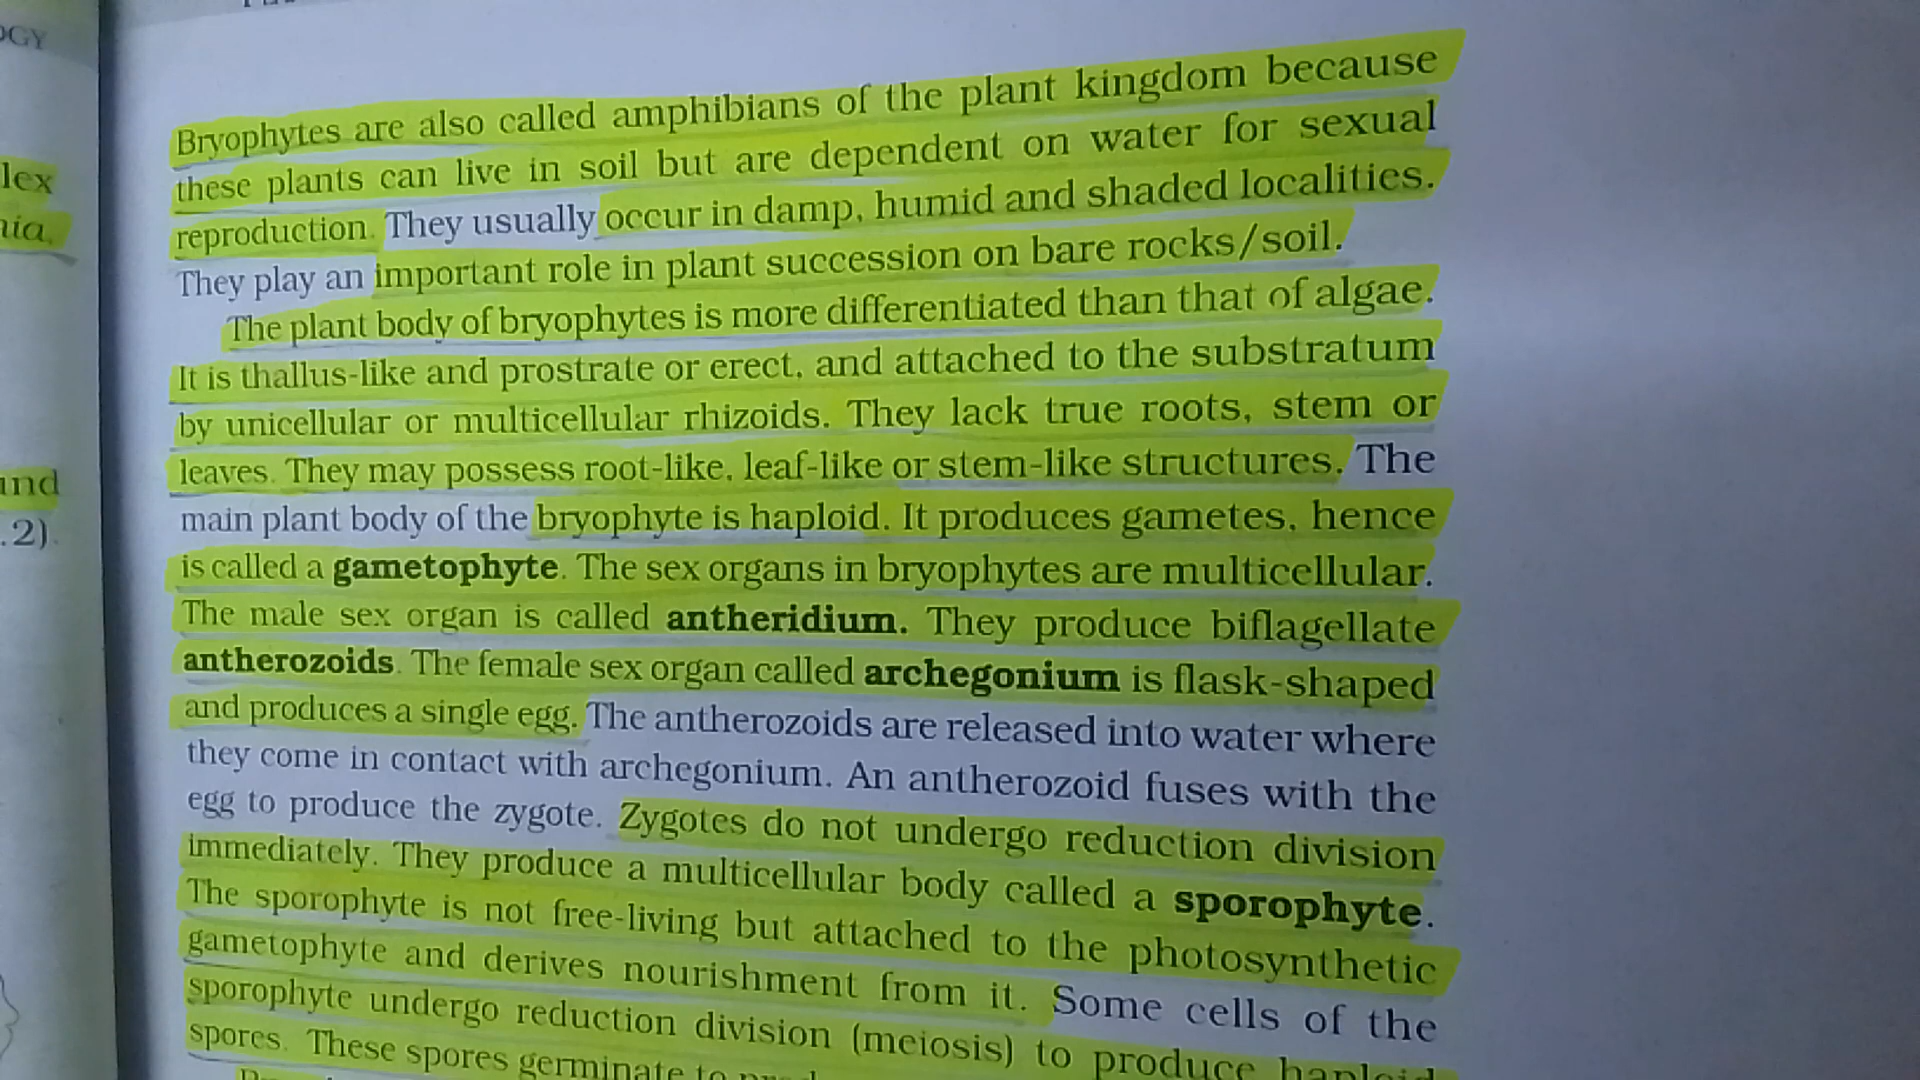 OGY
lex
nia,
and
.2).
Bryophytes are also called amphibians of the plant kingdom because
these plants can live in soil but are dependent on water for sexual
reproduction. They usually occur in damp, humid and shaded localities.
They play an important role in plant succession on bare rocks/soil.
The plant body of bryophytes is more differentiated than that of algae.
It is thallus-like and prostrate or erect, and attached to the substratum
by unicellular or multicellular rhizoids. They lack true roots, stem or
leaves. They may possess root-like, leaf-like or stem-like structures. The
main plant body of the bryophyte is haploid. It produces gametes, hence
is called a gametophyte. The sex organs in bryophytes are multicellular.
The male sex organ is called antheridium. They produce biflagellate
antherozoids. The female sex organ called archegonium is flask-shaped
and produces a single egg. The antherozoids are released into water where
they come in contact with archegonium. An antherozoid fuses with the
egg to produce the zygote. Zygotes do not undergo reduction division
immediately. They produce a multicellular body called a sporophyte.
The sporophyte is not free-living but attached to the photosynthetic
gametophyte and derives nourishment from it. Some cells of the
sporophyte undergo reduction division (meiosis) to produce haploid
spores. These spores germinate to